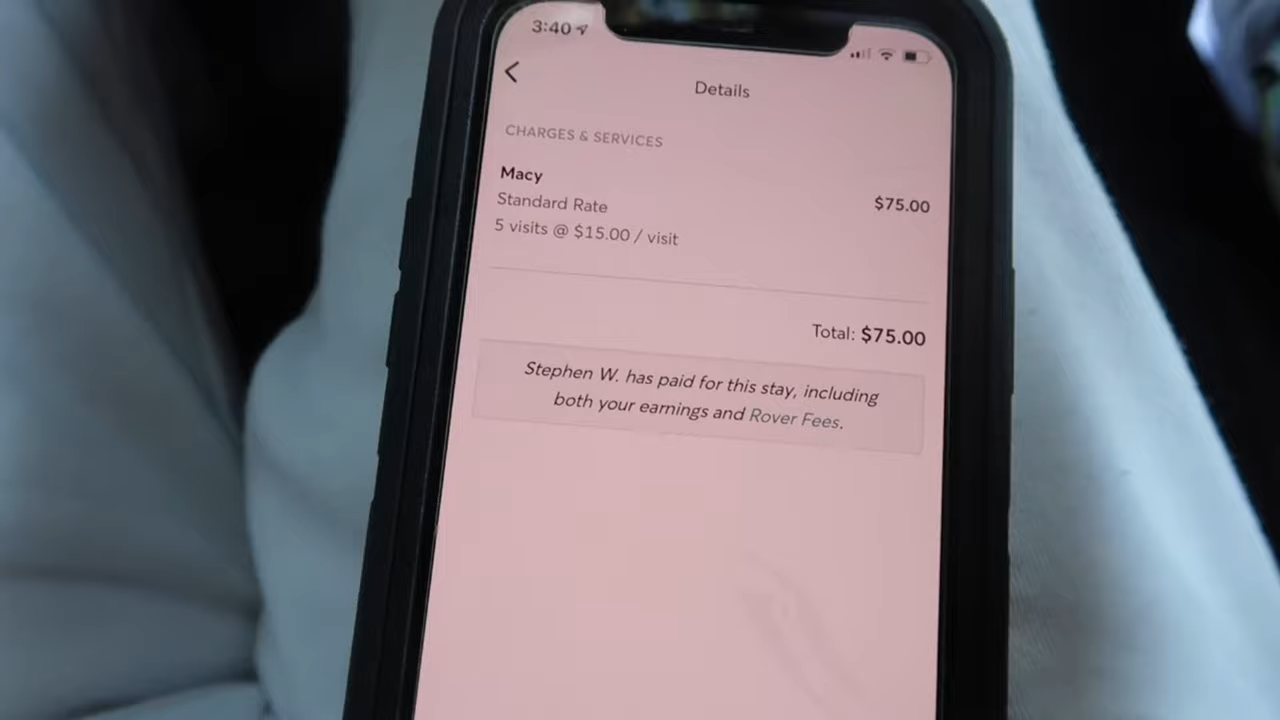 3:40
Details
CHARGES & SERVICES
Macy
Standard Rate
$75.00
5 visits @ $15.00 / visit
Total: $75.00
Stephen W. has paid for this stay, including
both your earnings and Rover Fees.